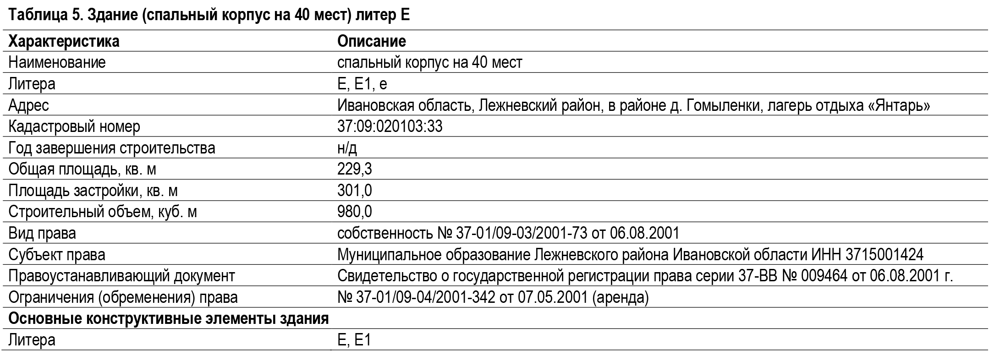 Таблица 5. Здание (спальный корпус на 40 мест) литер Е
Характеристика Описание
Наименование спальный корпус на 40 мест
Литера Е, Е1, е
Адрес Ивановская область, Лежневский район, в районе д. Гомыленки, лагерь отдыха «Янтарь»
Кадастровый номер 37:09:020103:33
Год завершения строительства н/д
Общая площадь, кв. м 229,3
Площадь застройки, кв. м 301,0
Строительный объем, куб. м 980,0
Вид права собственность № 37-01/09-03/2001-73 от 06.08.2001
Субъект права Муниципальное образование Лежневского района Ивановской области ИНН 3715001424
Правоустанавливающий документ Свидетельство о государственной регистрации права серии 37-ВВ № 009464 от 06.08.2001 г.
Ограничения (обременения) права № 37-01/09-04/2001-342 от 07.05.2001 (аренда)
Основные конструктивные элементы здания
Литера Е, Е1